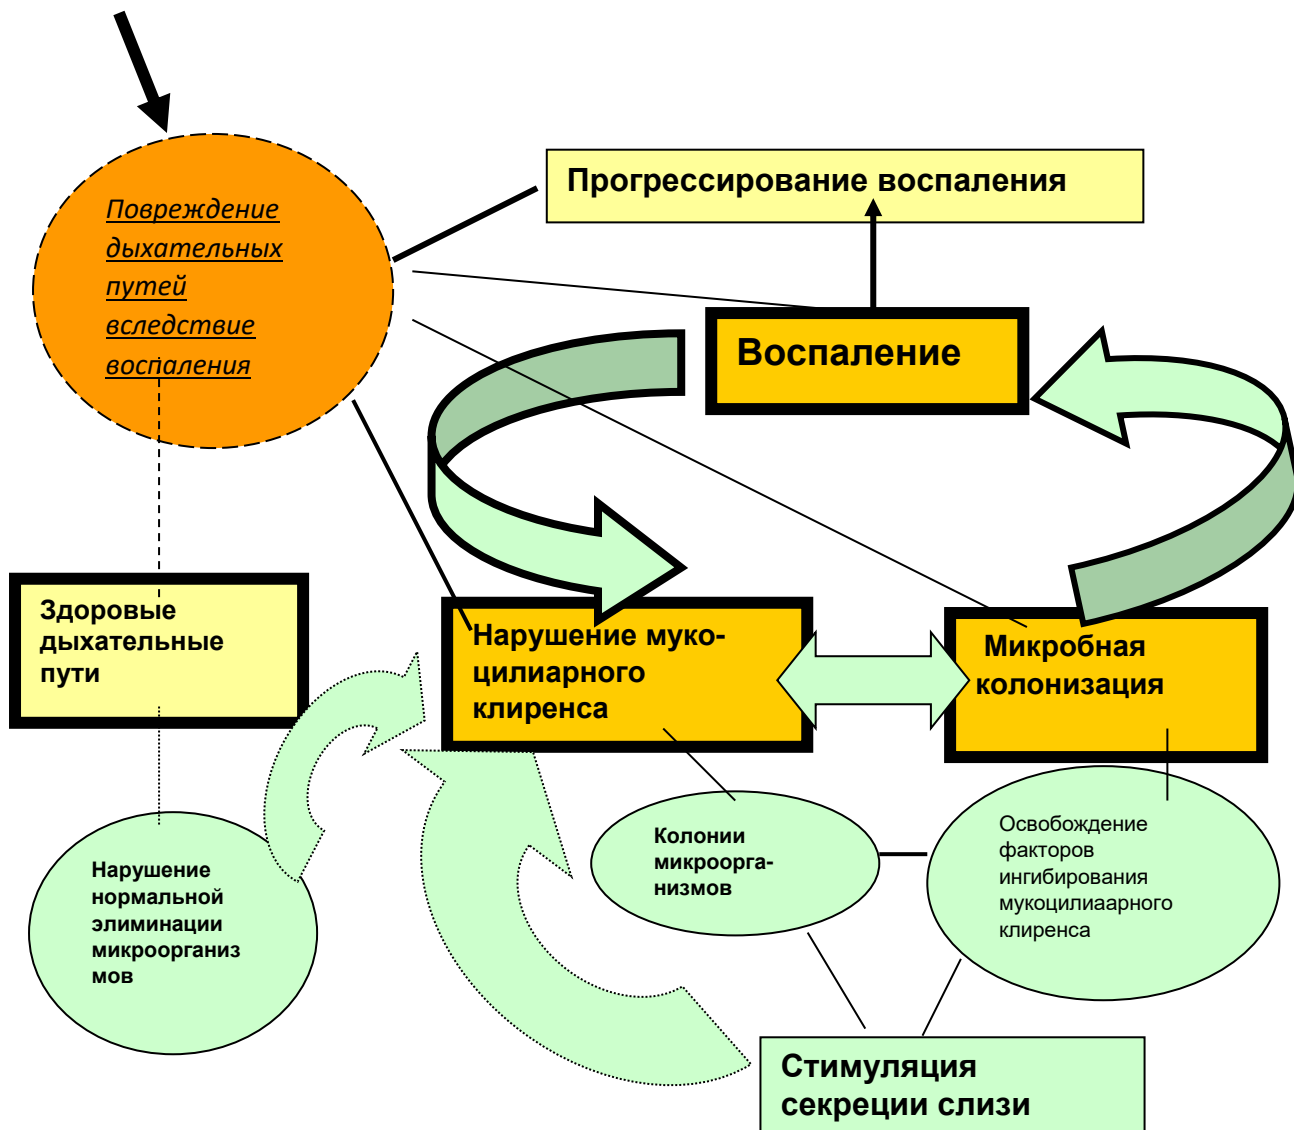 Повреждение
дыхательных
путей
вследствие
воспаления
Прогрессирование воспаления
Воспаление
Здоровые
дыхательные
пути
Нарушение муко-
цилиарного
клиренса
Микробная
колонизация
Нарушение
нормальной
элиминации
микроорганиз
мов
Колонии
микроорга-
низмов
Освобождение
факторов
ингибирования
мукоцилиаарного
клиренса
Стимуляция
секреции слизи